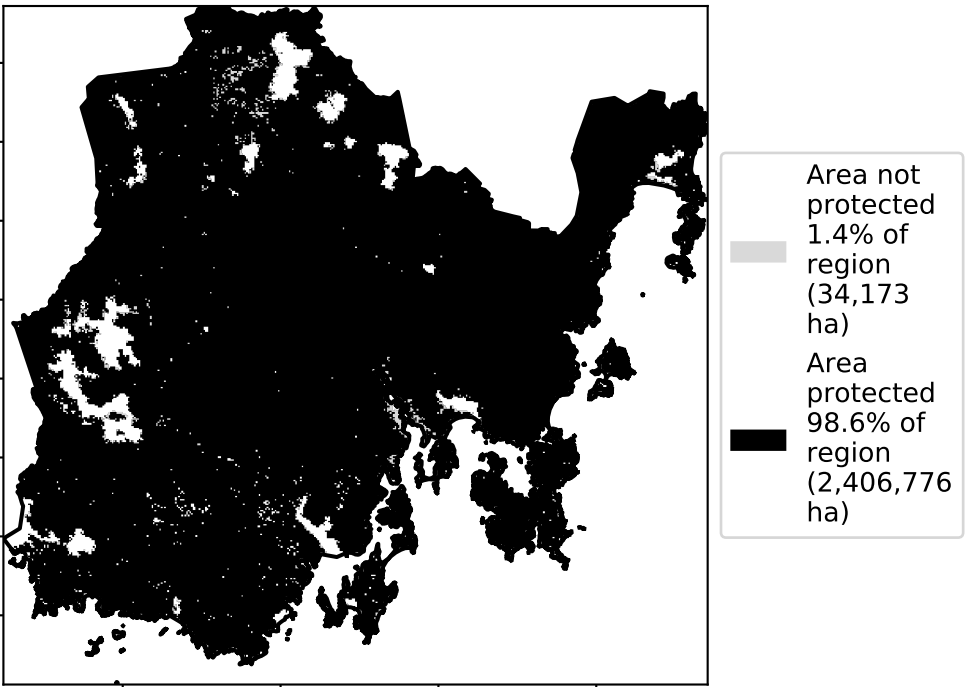 Area not
protected
1.4% of
region
(34,173
ha)
Area
protected
98.6% of
region
(2,406,776
ha)